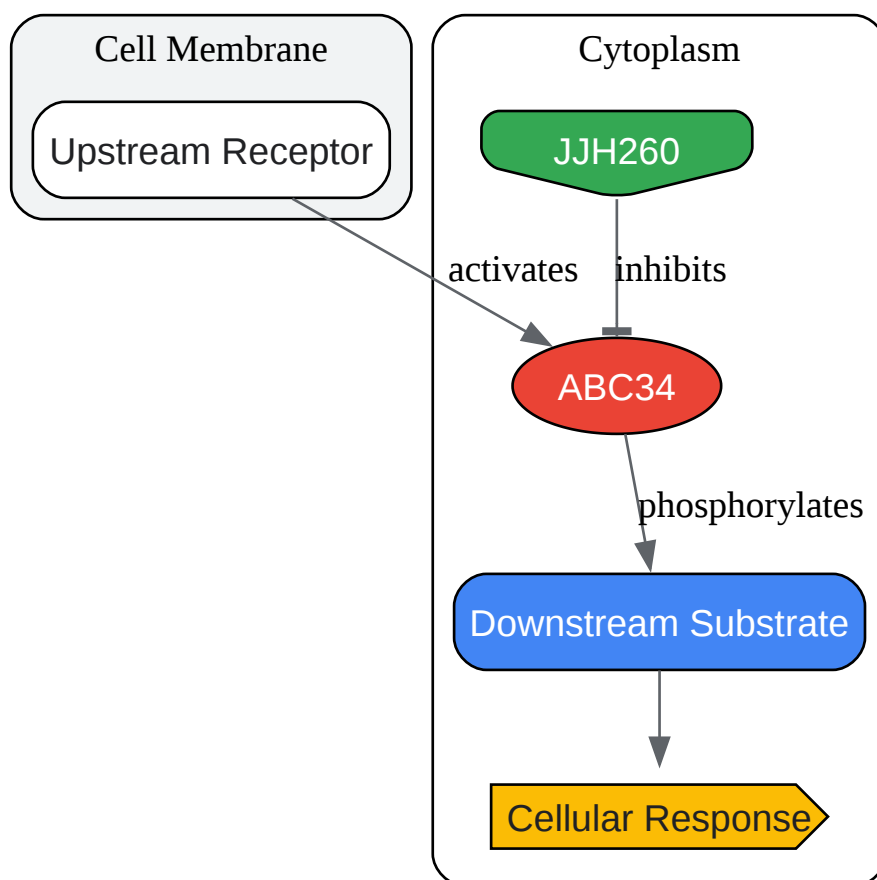 Cell Membrane
Cytoplasm
Upstream Receptor
JJH260
activates
inhibits
ABC34
phosphorylates
Downstream Substrate
Cellular Response